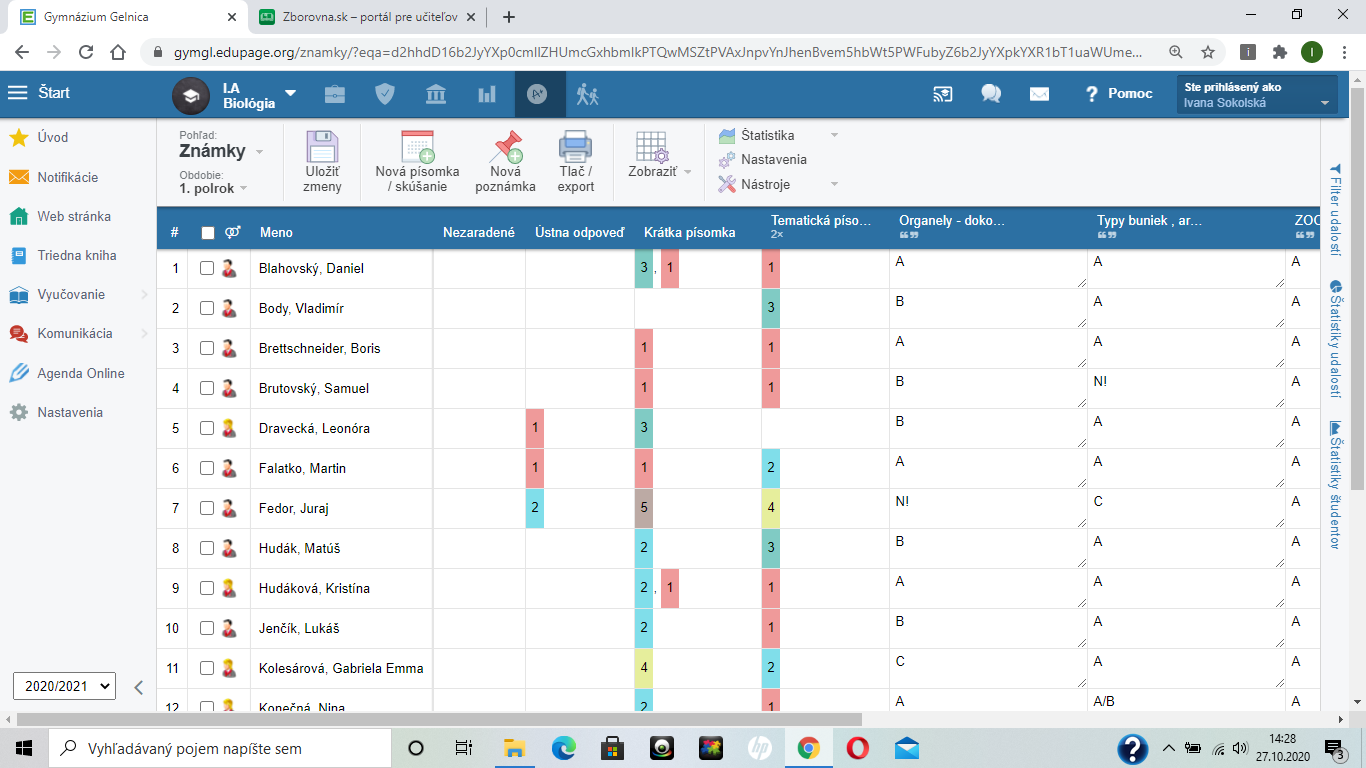 Gymnázium Gelnica
Zborovna.sk – portál pre učiteľov
gymgl.edupage.org/znamky/?eqa=d2hhdD16b2JyYXp0cmllZHUmcGxhbmlkPTQwMSZtPVAxJnpvYnJhenBvem5hbWt5PWFubyZ6b2JyYXpkYXR1bT1uaWUme...
Štart
I.A
Biológia
Pomoc
Ste prihlásený ako
Ivana Sokolská
Úvod
Notifikácie
Web stránka
Triedna kniha
Vyučovanie
Komunikácia
Agenda Online
Nastavenia
2020/2021
Pohľad:
Známky
Obdobie:
1. polrok
Uložiť
zmeny
Nová písomka
/ skúšanie
Nová
poznámka
Tlač /
export
Zobraziť
Štatistika
Nastavenia
Nástroje
# Meno Nezaradené Ústna odpoveď Krátka písomka Tematická píso... 2× Organely - doko... Typy buniek , ar... ZOO
1 Blahovský, Daniel 3 , 1 1 A A A
2 Body, Vladimír 3 B A A
3 Brettschneider, Boris 1 1 A A A
4 Brutovský, Samuel 1 1 B N! A
5 Dravecká, Leonóra 1 3 B A A
6 Falatko, Martin 1 1 2 A A A
7 Fedor, Juraj 2 5 4 N! C A
8 Hudák, Matúš 2 3 B A A
9 Hudáková, Kristína 2 , 1 1 A A A
10 Jenčík, Lukáš 2 1 B A A
11 Kolesárová, Gabriela Emma 4 2 C A A
12 Konečná, Nina 2 1 A A/B A
Filter udalostí
Štatistiky udalostí
Štatistiky študentov
Vyhľadávaný pojem napíšte sem
14:28
27.10.2020
3